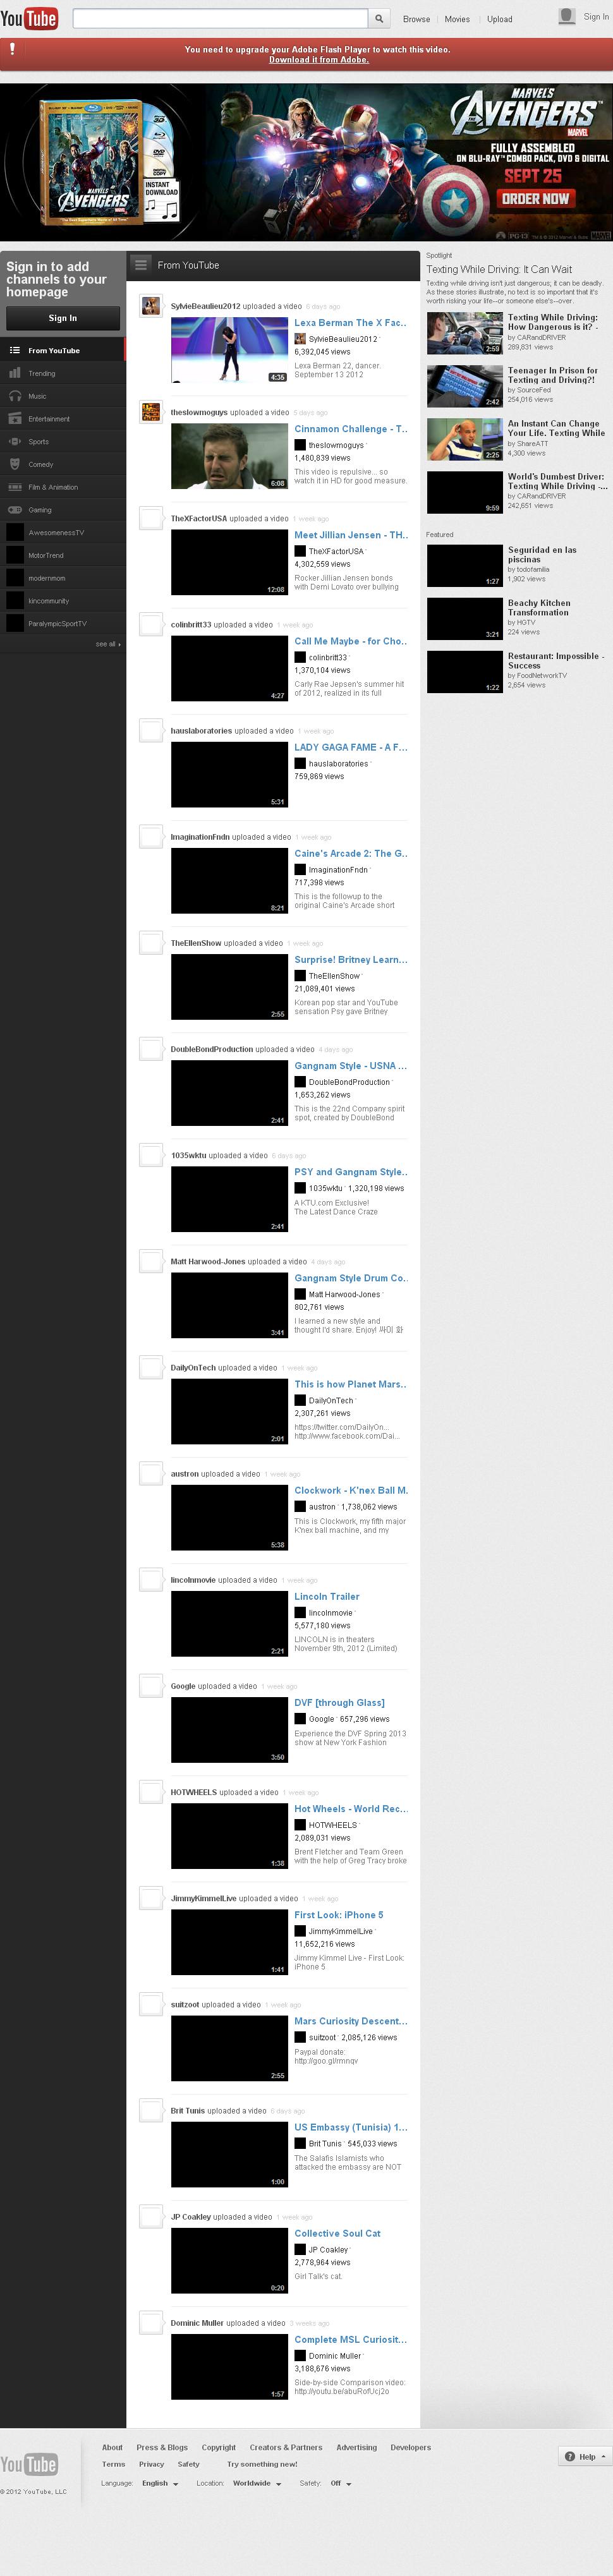 YouTube
Browse | Movies | Upload
Sign In
You need to upgrade your Adobe Flash Player to watch this video.
Download it from Adobe.
MARVEL'S
AVENGERS
MARVEL
FULLY ASSEMBLED
ON BLU-RAY™ COMBO PACK, DVD & DIGITAL
SEPT 25
ORDER NOW
INSTANT
DOWNLOAD
Sign in to add
channels to your
homepage
Sign In
From YouTube
Trending
Music
Entertainment
Sports
Comedy
Film & Animation
Gaming
AwesomenessTV
MotorTrend
modernmom
kincommunity
ParalympicSportTV
see all
From YouTube
SylvieBeaulieu2012 uploaded a video 8 days ago
Lexa Berman The X Fac...
SylvieBeaulieu2012
6,392,045 views
Lexa Berman 22, dancer.
September 13 2012
4:35
theslowmoguys uploaded a video 5 days ago
Cinnamon Challenge - T...
theslowmoguys
1,480,839 views
This video is repulsive... so
watch it in HD for good measure.
6:08
TheXFactorUSA uploaded a video 1 week ago
Meet Jillian Jensen - TH...
TheXFactorUSA
4,302,559 views
Rocker Jillian Jensen bonds
with Demi Lovato over bullying
12:08
colinbritt33 uploaded a video 1 week ago
Call Me Maybe - for Cho...
colinbritt33
1,370,104 views
Carly Rae Jepsen's summer hit
of 2012, realized in its full
4:27
hauslaboratories uploaded a video 1 week ago
LADY GAGA FAME - A F...
hauslaboratories
759,869 views
5:31
ImaginationFndn uploaded a video 1 week ago
Caine's Arcade 2: The G...
ImaginationFndn
717,398 views
This is the followup to the
original Caine's Arcade short
8:21
TheEllenShow uploaded a video 1 week ago
Surprise! Britney Learn...
TheEllenShow
21,089,401 views
Korean pop star and YouTube
sensation Psy gave Britney
2:55
DoubleBondProduction uploaded a video 4 days ago
Gangnam Style - USNA ...
DoubleBondProduction
1,653,262 views
This is the 22nd Company spirit
spot, created by DoubleBond
2:41
1035wktu uploaded a video 6 days ago
PSY and Gangnam Style...
1035wktu 1,320,198 views
A KTU.com Exclusive!
The Latest Dance Craze
2:41
Matt Harwood-Jones uploaded a video 4 days ago
Gangnam Style Drum Co...
Matt Harwood-Jones
802,761 views
I learned a new style and
thought I'd share. Enjoy! 싸이 화
3:41
DailyOnTech uploaded a video 1 week ago
This is how Planet Mars...
DailyOnTech
2,307,261 views
https://twitter.com/DailyOn...
http://www.facebook.com/Dai...
2:01
austron uploaded a video 1 week ago
Clockwork - K'nex Ball M...
austron 1,738,062 views
This is Clockwork, my fifth major
K'nex ball machine, and my
5:38
lincolnmovie uploaded a video 1 week ago
Lincoln Trailer
lincolnmovie
5,577,180 views
LINCOLN is in theaters
November 9th, 2012 (Limited)
2:21
Google uploaded a video 1 week ago
DVF [through Glass]
Google 657,296 views
Experience the DVF Spring 2013
show at New York Fashion
3:50
HOTWHEELS uploaded a video 1 week ago
Hot Wheels - World Rec...
HOTWHEELS
2,089,031 views
Brent Fletcher and Team Green
with the help of Greg Tracy broke
1:38
JimmyKimmelLive uploaded a video 1 week ago
First Look: iPhone 5
JimmyKimmelLive
11,652,216 views
Jimmy Kimmel Live - First Look:
iPhone 5
1:41
suitzoot uploaded a video 1 week ago
Mars Curiosity Descent...
suitzoot 2,085,126 views
Paypal donate:
http://goo.gl/rmnqv
2:55
Brit Tunis uploaded a video 6 days ago
US Embassy (Tunisia) 1...
Brit Tunis 545,033 views
The Salafis Islamists who
attacked the embassy are NOT
1:00
JP Coakley uploaded a video 1 week ago
Collective Soul Cat
JP Coakley
2,778,964 views
Girl Talk's cat.
0:20
Dominic Muller uploaded a video 2 weeks ago
Complete MSL Curiosit...
Dominic Muller
3,188,676 views
Side-by-side Comparison video:
http://youtu.be/abuRofUcj2o
1:57
Spotlight
Texting While Driving: It Can Wait
Texting while driving isn't just dangerous; it can be deadly.
As these stories illustrate, no text is so important that it's
worth risking your life--or someone else's--over.
Texting While Driving:
How Dangerous is it? -
by CARandDRIVER
289,831 views
2:59
Teenager In Prison for
Texting and Driving?!
by SourceFed
254,016 views
2:42
An Instant Can Change
Your Life. Texting While
by ShareATT
4,300 views
2:25
World's Dumbest Driver:
Texting While Driving -...
by CARandDRIVER
242,651 views
9:59
Featured
Seguridad en las
piscinas
by todofamilia
1,902 views
1:27
Beachy Kitchen
Transformation
by HGTV
224 views
3:21
Restaurant: Impossible -
Success
by FoodNetworkTV
2,654 views
1:22
YouTube
© 2012 YouTube, LLC
About Press & Blogs Copyright Creators & Partners Advertising Developers
Terms Privacy Safety Try something new!
Language: English Location: Worldwide Safety: Off
Help